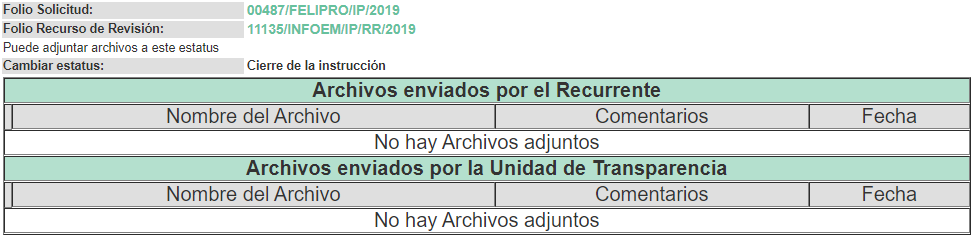 Folio Solicitud: 00487/FELIPRO/IP/2019
Folio Recurso de Revisión: 11135/INFOEM/IP/RR/2019
Puede adjuntar archivos a este estatus
Cambiar estatus: Cierre de la instrucción
Archivos enviados por el Recurrente
Nombre del Archivo Comentarios Fecha
No hay Archivos adjuntos
Archivos enviados por la Unidad de Transparencia
Nombre del Archivo Comentarios Fecha
No hay Archivos adjuntos